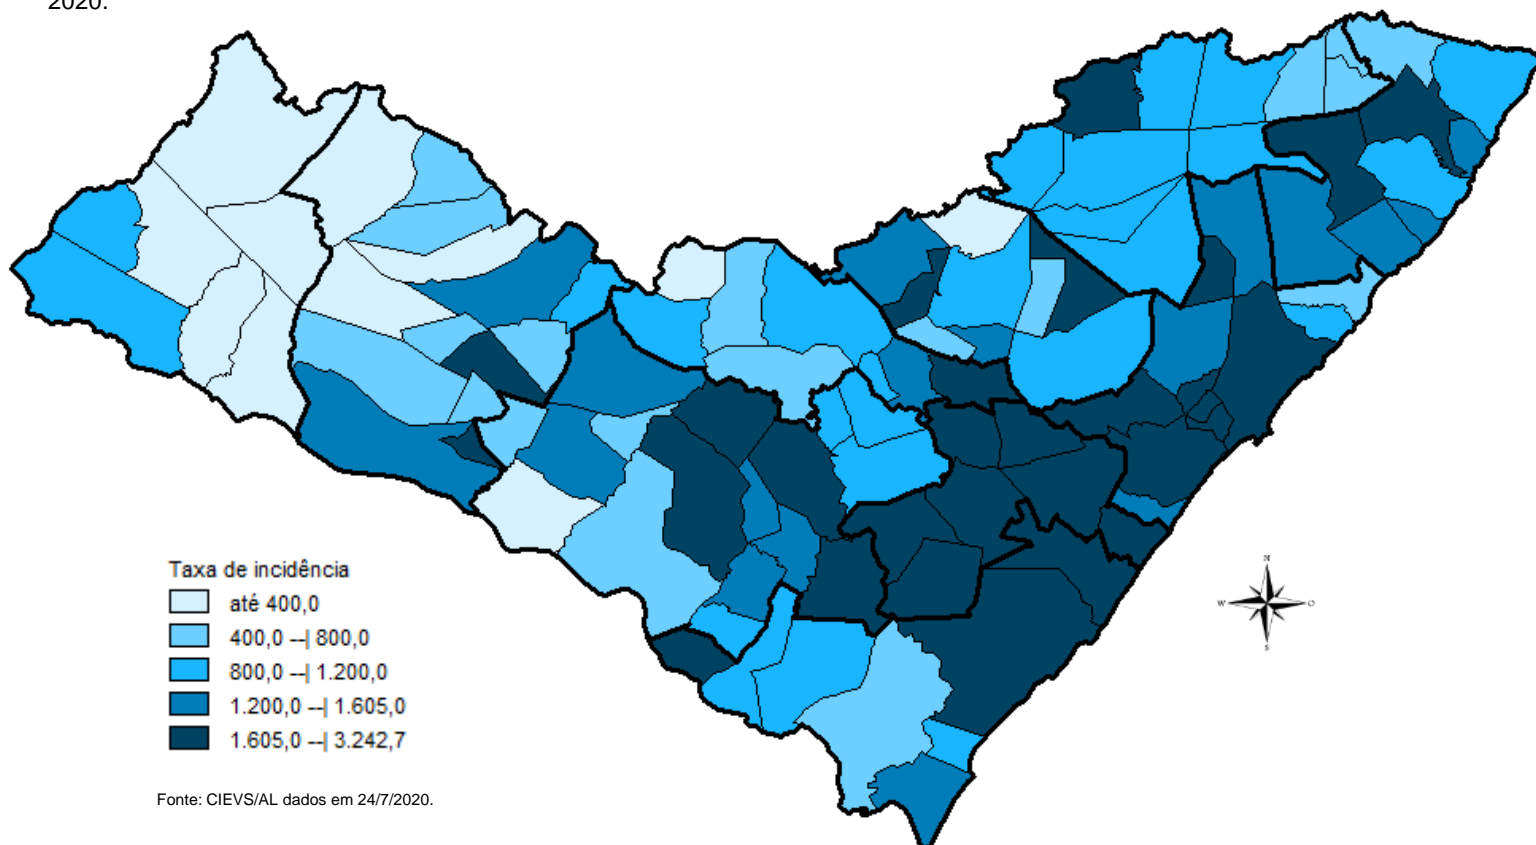 2020.
Taxa de incidência
até 400,0
400,0 --| 800,0
800,0 --| 1.200,0
1.200,0 --| 1.605,0
1.605,0 --| 3.242,7
Fonte: CIEVS/AL dados em 24/7/2020.
N
W O
S